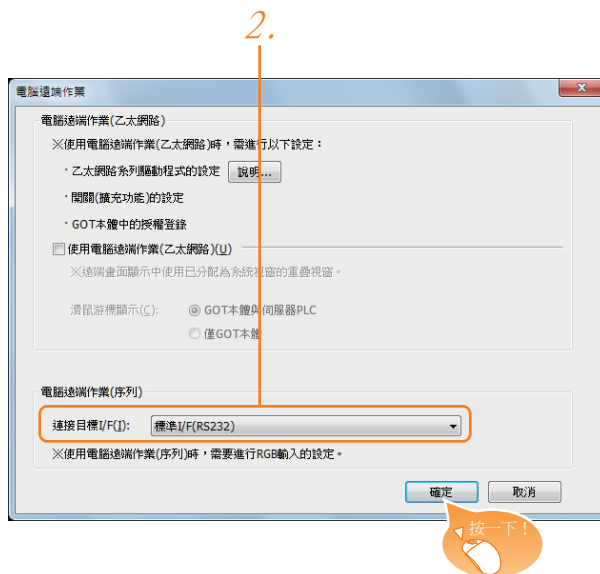 2.
電腦遠端作業
電腦遠端作業(乙太網路)
※使用電腦遠端作業(乙太網路)時，需進行以下設定：
·乙太網路系列驅動程式的設定 說明...
·開關(擴充功能)的設定
·GOT本體中的授權登錄
使用電腦遠端作業(乙太網路)(U)
※遠端畫面顯示中使用已分配為系統視窗的重疊視窗。
滑鼠游標顯示(C): GOT本體與伺服器PLC
僅GOT本體
電腦遠端作業(序列)
連接目標I/F(I): 標準I/F(RS232)
※使用電腦遠端作業(序列)時，需要進行RGB輸入的設定。
確定 取消
按一下！